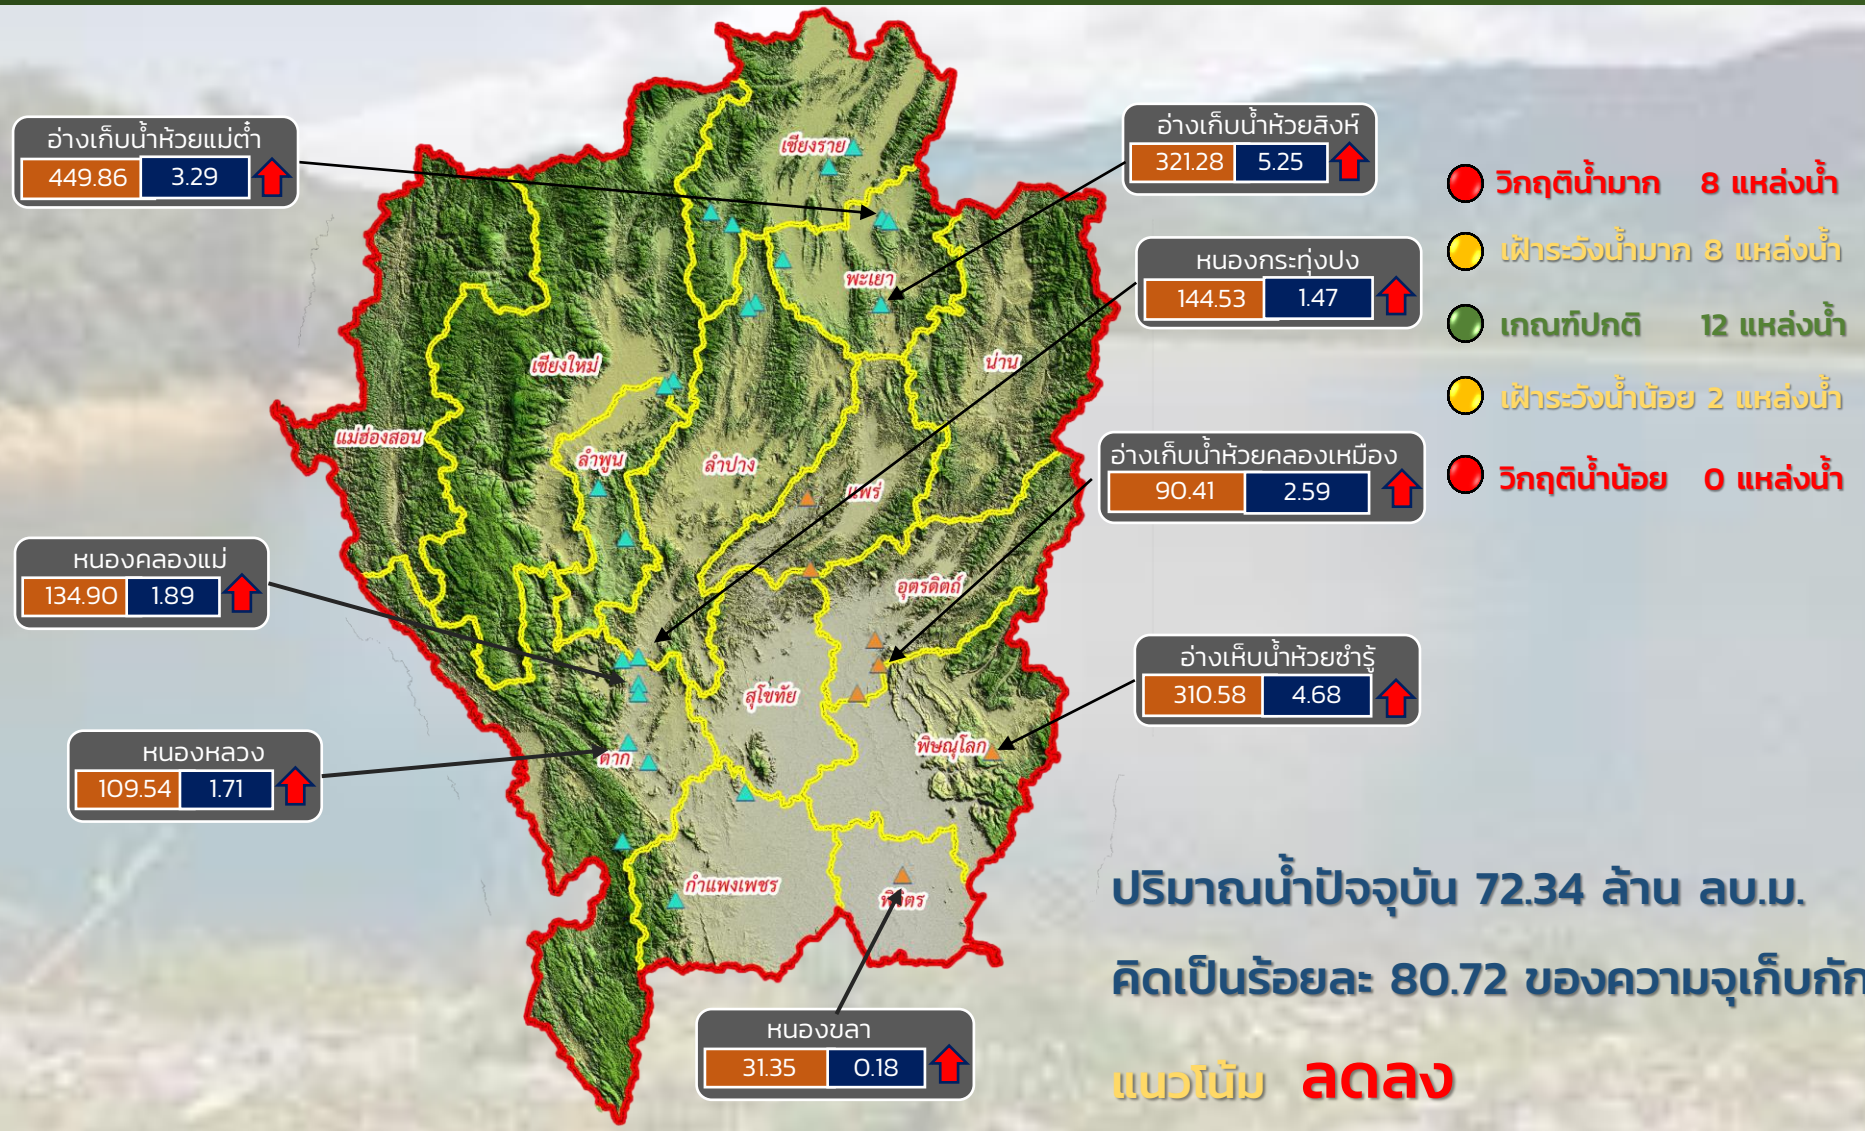 อ่างเก็บน้ำห้วยแม่ต๋ำ
449.86 3.29
อ่างเก็บน้ำห้วยสิงห์
321.28 5.25
หนองกระทุ่งปง
144.53 1.47
อ่างเก็บน้ำห้วยคลองเหมือง
90.41 2.59
อ่างเห็บน้ำห้วยซำรู้
310.58 4.68
หนองคลองแม่
134.90 1.89
หนองหลวง
109.54 1.71
หนองขลา
31.35 0.18
เชียงราย
พะเยา
น่าน
เชียงใหม่
แม่ฮ่องสอน
ลำพูน
ลำปาง
แพร่
อุตรดิตถ์
สุโขทัย
ตาก
พิษณุโลก
กำแพงเพชร
พิจิตร
วิกฤติน้ำมาก 8 แหล่งน้ำ
เฝ้าระวังน้ำมาก 8 แหล่งน้ำ
เกณฑ์ปกติ 12 แหล่งน้ำ
เฝ้าระวังน้ำน้อย 2 แหล่งน้ำ
วิกฤติน้ำน้อย 0 แหล่งน้ำ
ปริมาณน้ำปัจจุบัน 72.34 ล้าน ลบ.ม.
คิดเป็นร้อยละ 80.72 ของความจุเก็บกัก
แนวโน้ม ลดลง